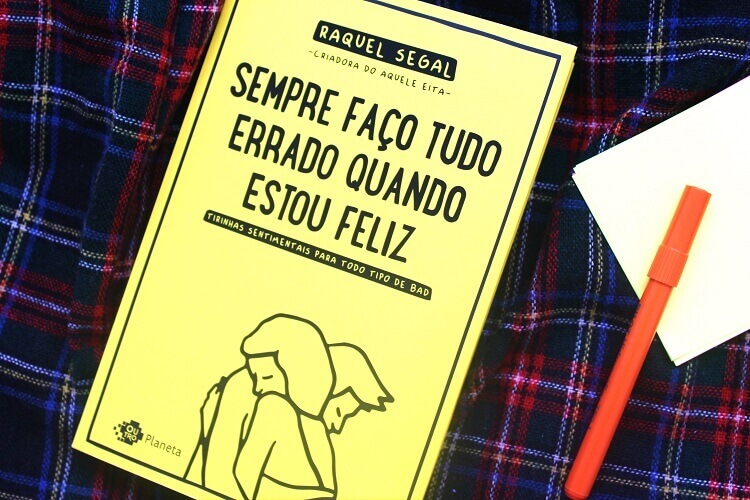 RAQUEL SEGAL
-CRIADORA DO AQUELE EITA-
SEMPRE FAÇO TUDO
ERRADO QUANDO
ESTOU FELIZ
TIRINHAS SENTIMENTAIS PARA TODO TIPO DE BAD
OUTRO
Planeta